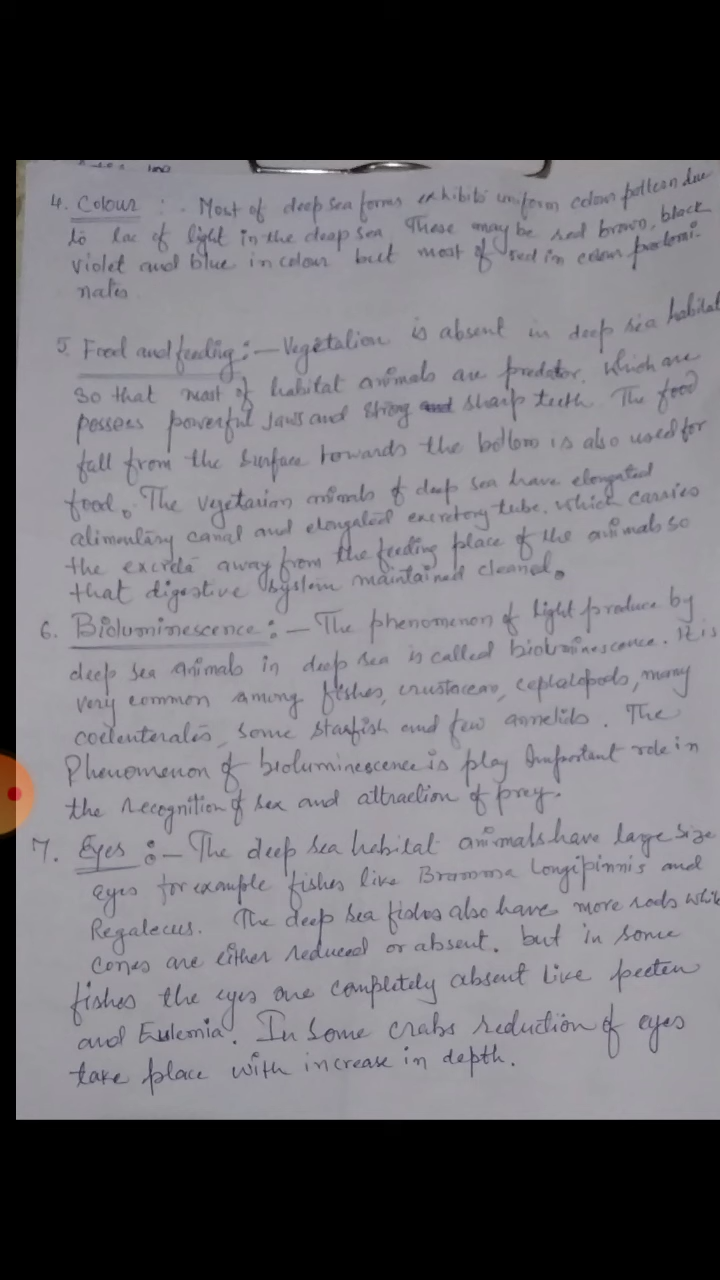 4. Colour : . Most of deep sea forms exhibibi uniform colour pattern due
to lac of light in the deep sea. These may be red brown, black
violet and blue in colour but most of red in colour predomi-
nates
5. Food and feeding :- Vegetation is absent in deep sea habital
so that most of habitat animals are predator. Which are
possess powerful jaws and strong and sharp teeth. The food
fall from the surface towards the bottom is also used for
food. The vegetarian animals of deep sea have elongated
alimentary canal and elongated excretory tube. Which carries
the excreta away from the feeding place of the animals so
that digestive system maintained cleaned.
6. Bioluminescence :- The phenomenon of light produce by
deep sea animals in deep sea is called bioluminescence. It is
very common among fishes, crustacean, cephalopods, many
coelenterates, some starfish and few annelids. The
Phenomenon of bioluminescence is play Important role in
the recognition of sex and attraction of prey.
7. Eyes :- The deep sea habital animals have large size
eyes for example fishes like Longipinnis and
Regalecus. The deep sea fishes also have more rods while
cones are either reduced or absent. but in some
fishes the eyes are completely absent Like pecten
and Eulemia. In some crabs reduction of eyes
take place with increase in depth.